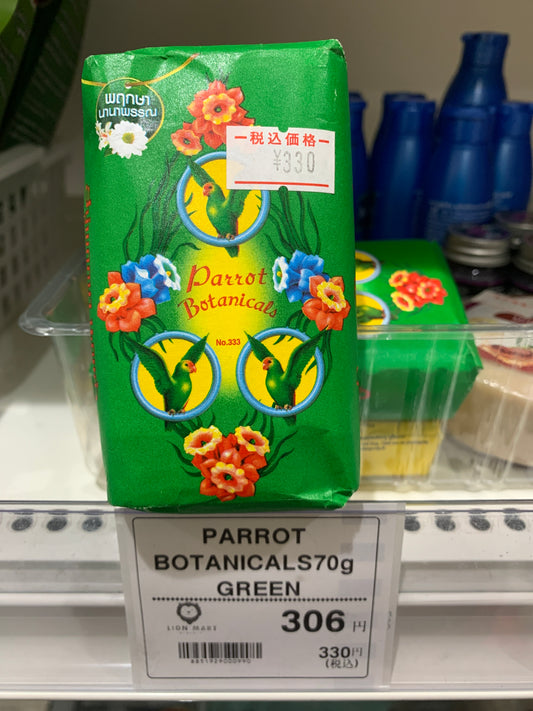 พฤกษา
นานาพรรณ
税込価格
¥330
Parrot
Botanicals
No.333
PARROT
BOTANICALS70g
GREEN
LION MART
306円
330円
(税込)
8851929000990